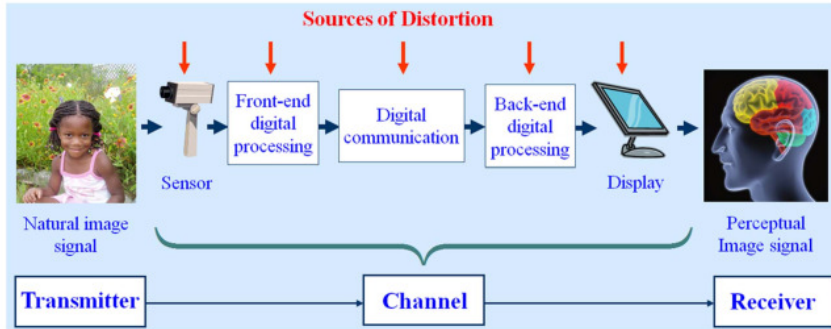 Sources of Distortion
Front-end
digital
processing
Digital
communication
Back-end
digital
processing
Sensor
Display
Natural image
signal
Perceptual
Image signal
Transmitter
Channel
Receiver